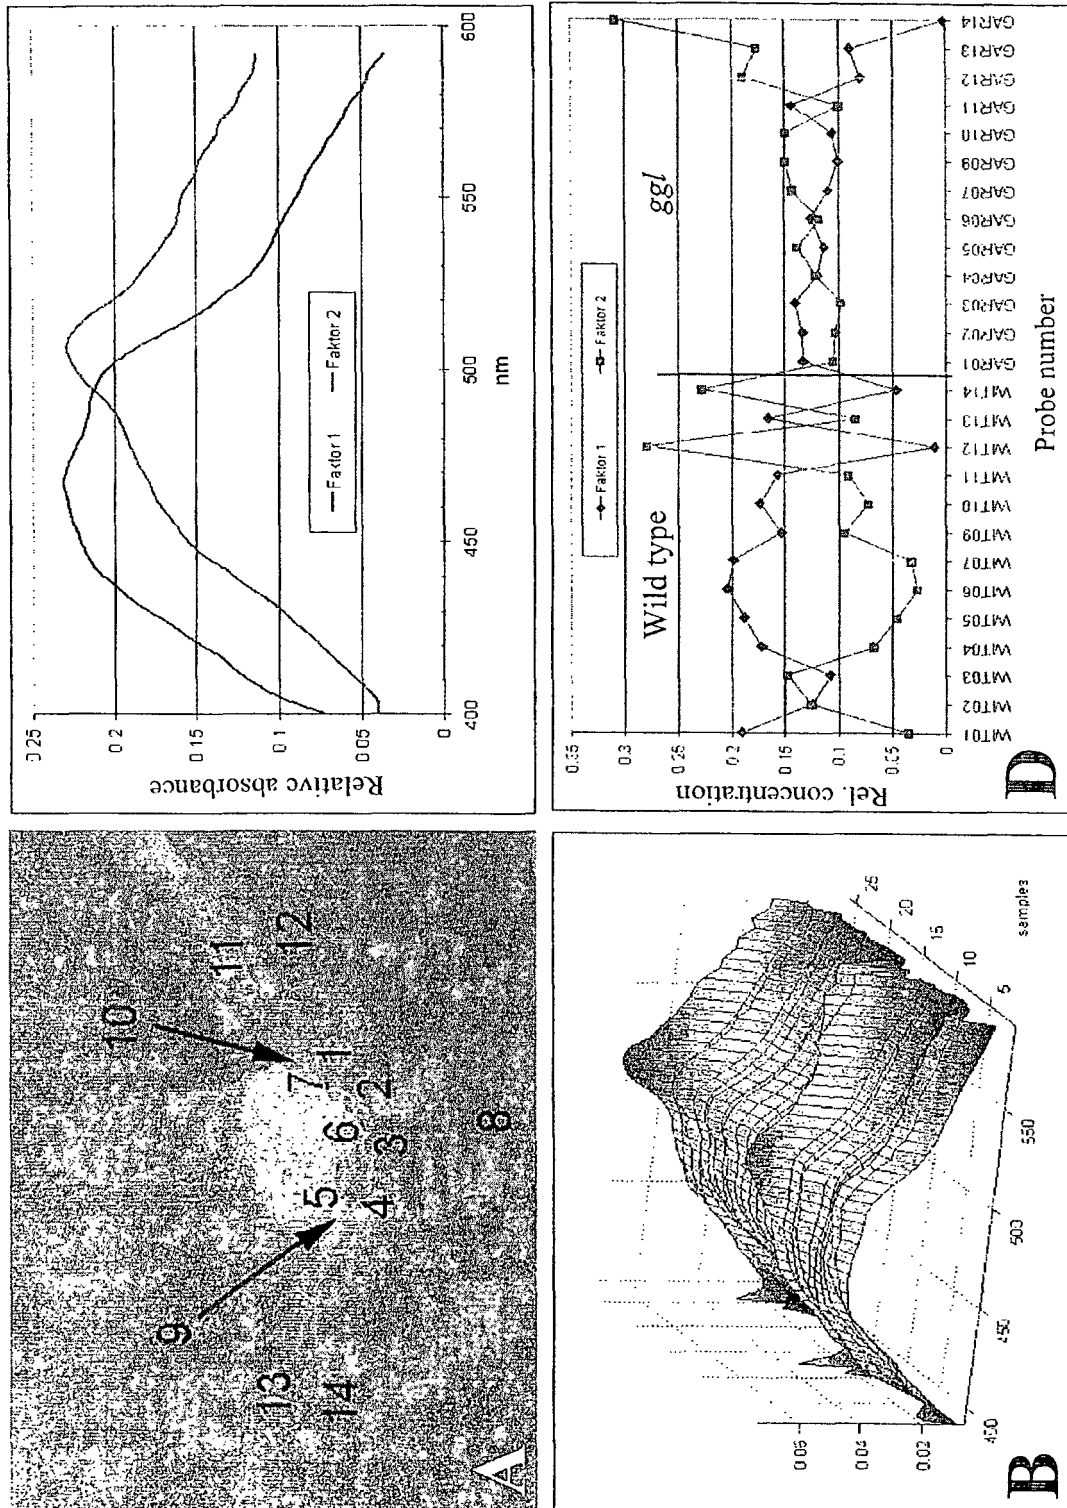 10
9
11
12
13
14
7
1
5
6
2
4
3
8
A
0 25
0 2
0 15
0 1
0 05
0
Relative absorbance
Faktor 1
Faktor 2
400
450
500
550
600
nm
B
0.06
0.04
0.02
400
450
500
550
5
10
15
20
25
samples
0.35
0.3
0.25
0.2
0.15
0.1
0.05
0
Rel. concentration
Faktor 1
Faktor 2
Wild type
ggl
WT01
WT02
WT03
WT04
WT05
WT06
WT07
WT09
WT10
WT11
WT12
WT13
WT14
GAR01
GAR02
GAR03
GAR04
GAR05
GAR06
GAR07
GAR09
GAR10
GAR11
GAR12
GAR13
GAR14
Probe number
D